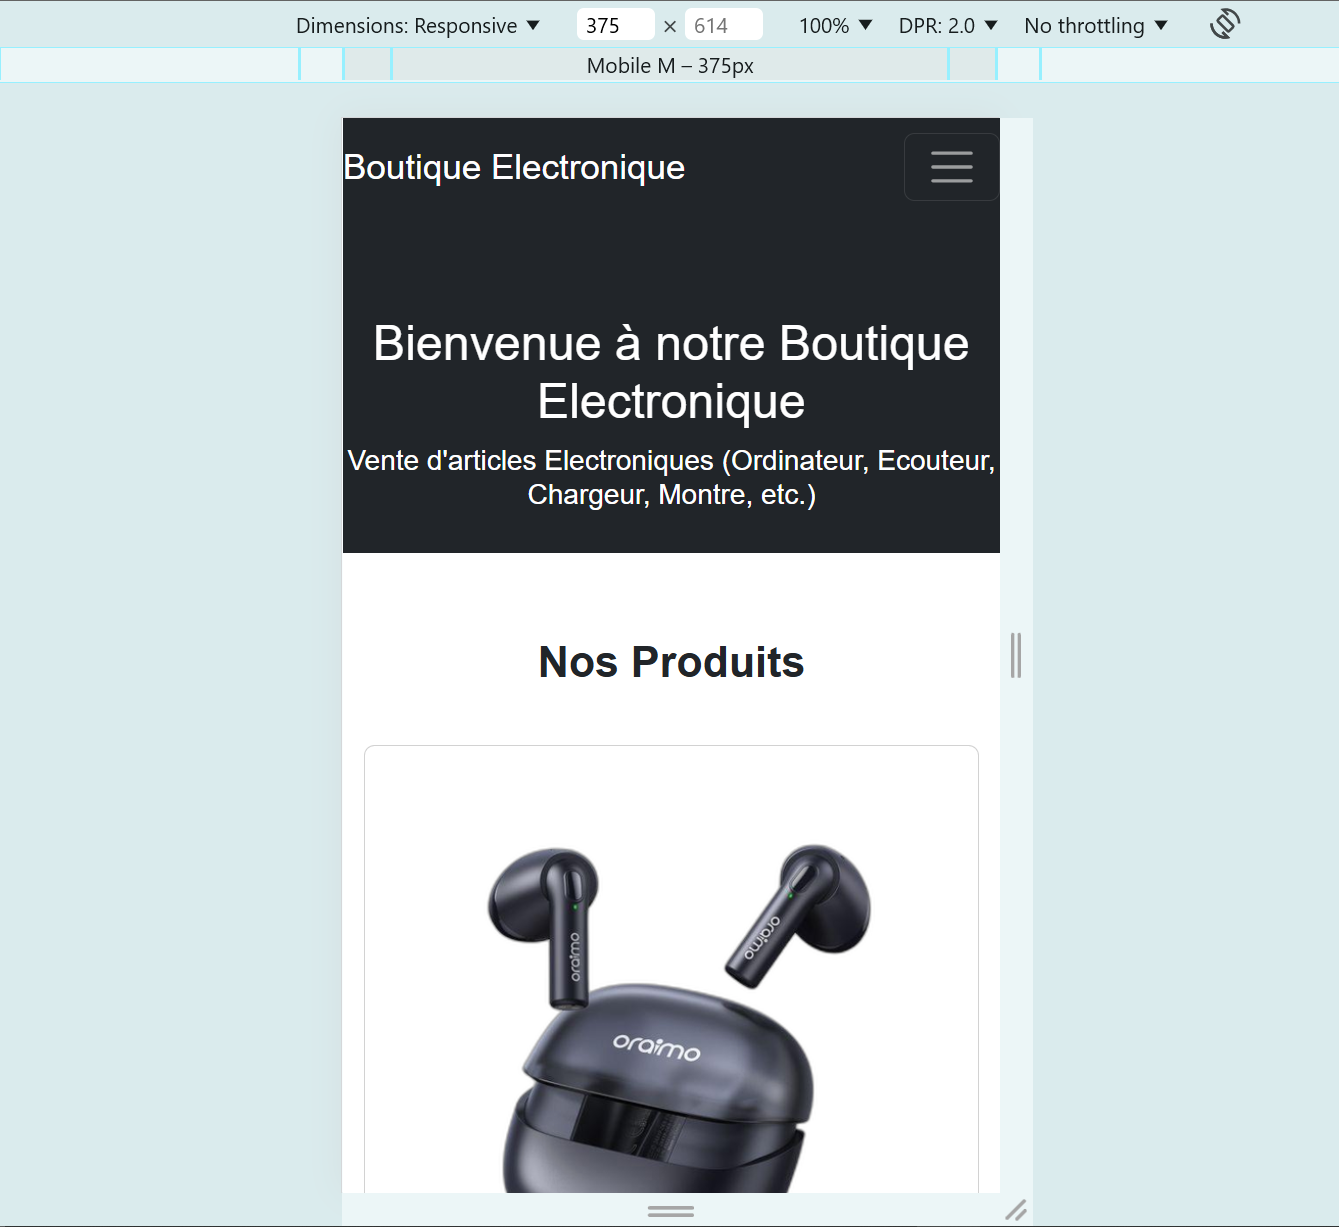 Dimensions: Responsive ▼ 375 × 614 100% ▼ DPR: 2.0 ▼ No throttling ▼
Mobile M – 375px
Boutique Electronique
Bienvenue à notre Boutique
Electronique
Vente d'articles Electroniques (Ordinateur, Ecouteur,
Chargeur, Montre, etc.)
Nos Produits
oraimo
oraimo
oraimo